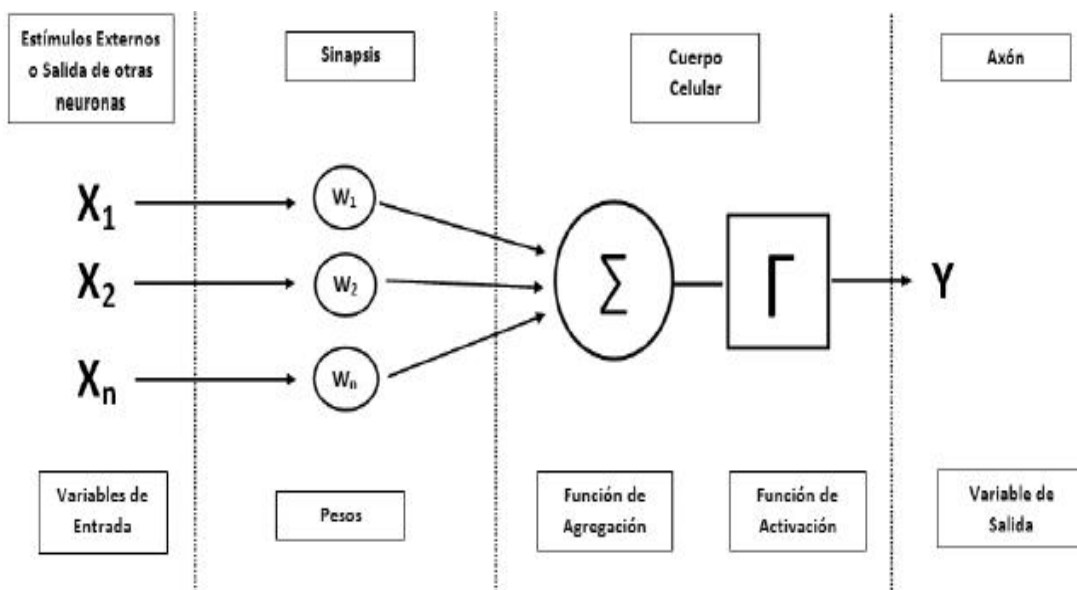 Estímulos Externos
o Salida de otras
neuronas
Sinapsis
Cuerpo
Celular
Axón
X1
W1
X2
W2
Σ
Γ
Y
Xn
Wn
Variables de
Entrada
Pesos
Función de
Agregación
Función de
Activación
Variable de
Salida